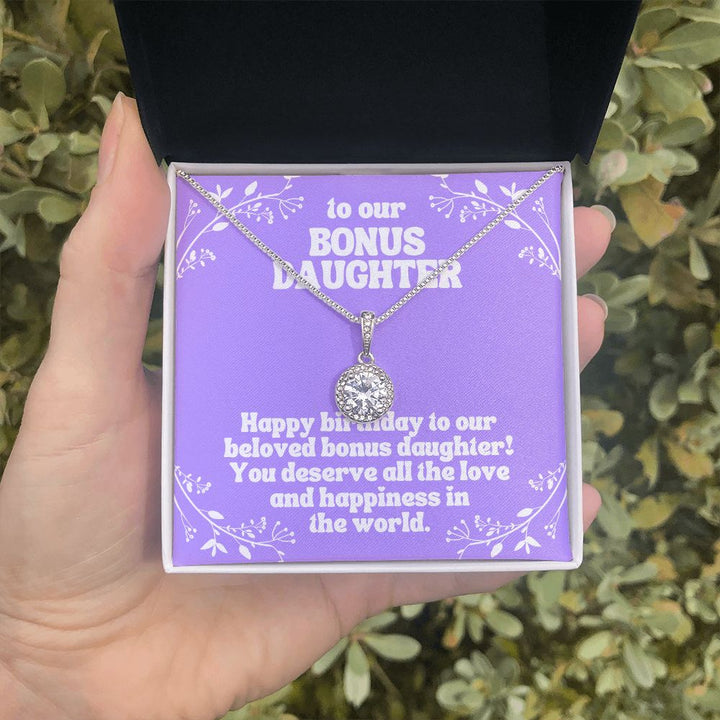 to our
BONUS
DAUGHTER
Happy birthday to our
beloved bonus daughter!
You deserve all the love
and happiness in
the world.